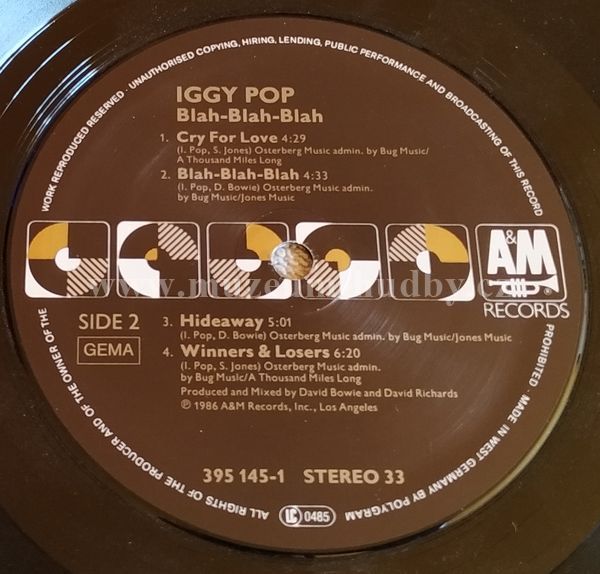 WORK REPRODUCED RESERVED - UNAUTHORISED COPYING, HIRING, LENDING, PUBLIC PERFORMANCE AND BROADCASTING OF THIS RECORD
IGGY POP
Blah-Blah-Blah
1. Cry For Love 4:29
(I. Pop, S. Jones) Osterberg Music admin. by Bug Music/
A Thousand Miles Long
2. Blah-Blah-Blah 4:33
(I. Pop, D. Bowie) Osterberg Music admin.
by Bug Music/Jones Music
A&M
RECORDS
SIDE 2
GEMA
3. Hideaway 5:01
(I. Pop, D. Bowie) Osterberg Music admin. by Bug Music/Jones Music
4. Winners & Losers 6:20
(I. Pop, S. Jones) Osterberg Music admin.
by Bug Music/A Thousand Miles Long
Produced and Mixed by David Bowie and David Richards
℗ 1986 A&M Records, Inc., Los Angeles
395 145-1 STEREO 33
ALL RIGHTS OF THE PRODUCER AND OF THE OWNER OF THE
LC 0485
PROHIBITED - MADE IN WEST GERMANY BY POLYGRAM